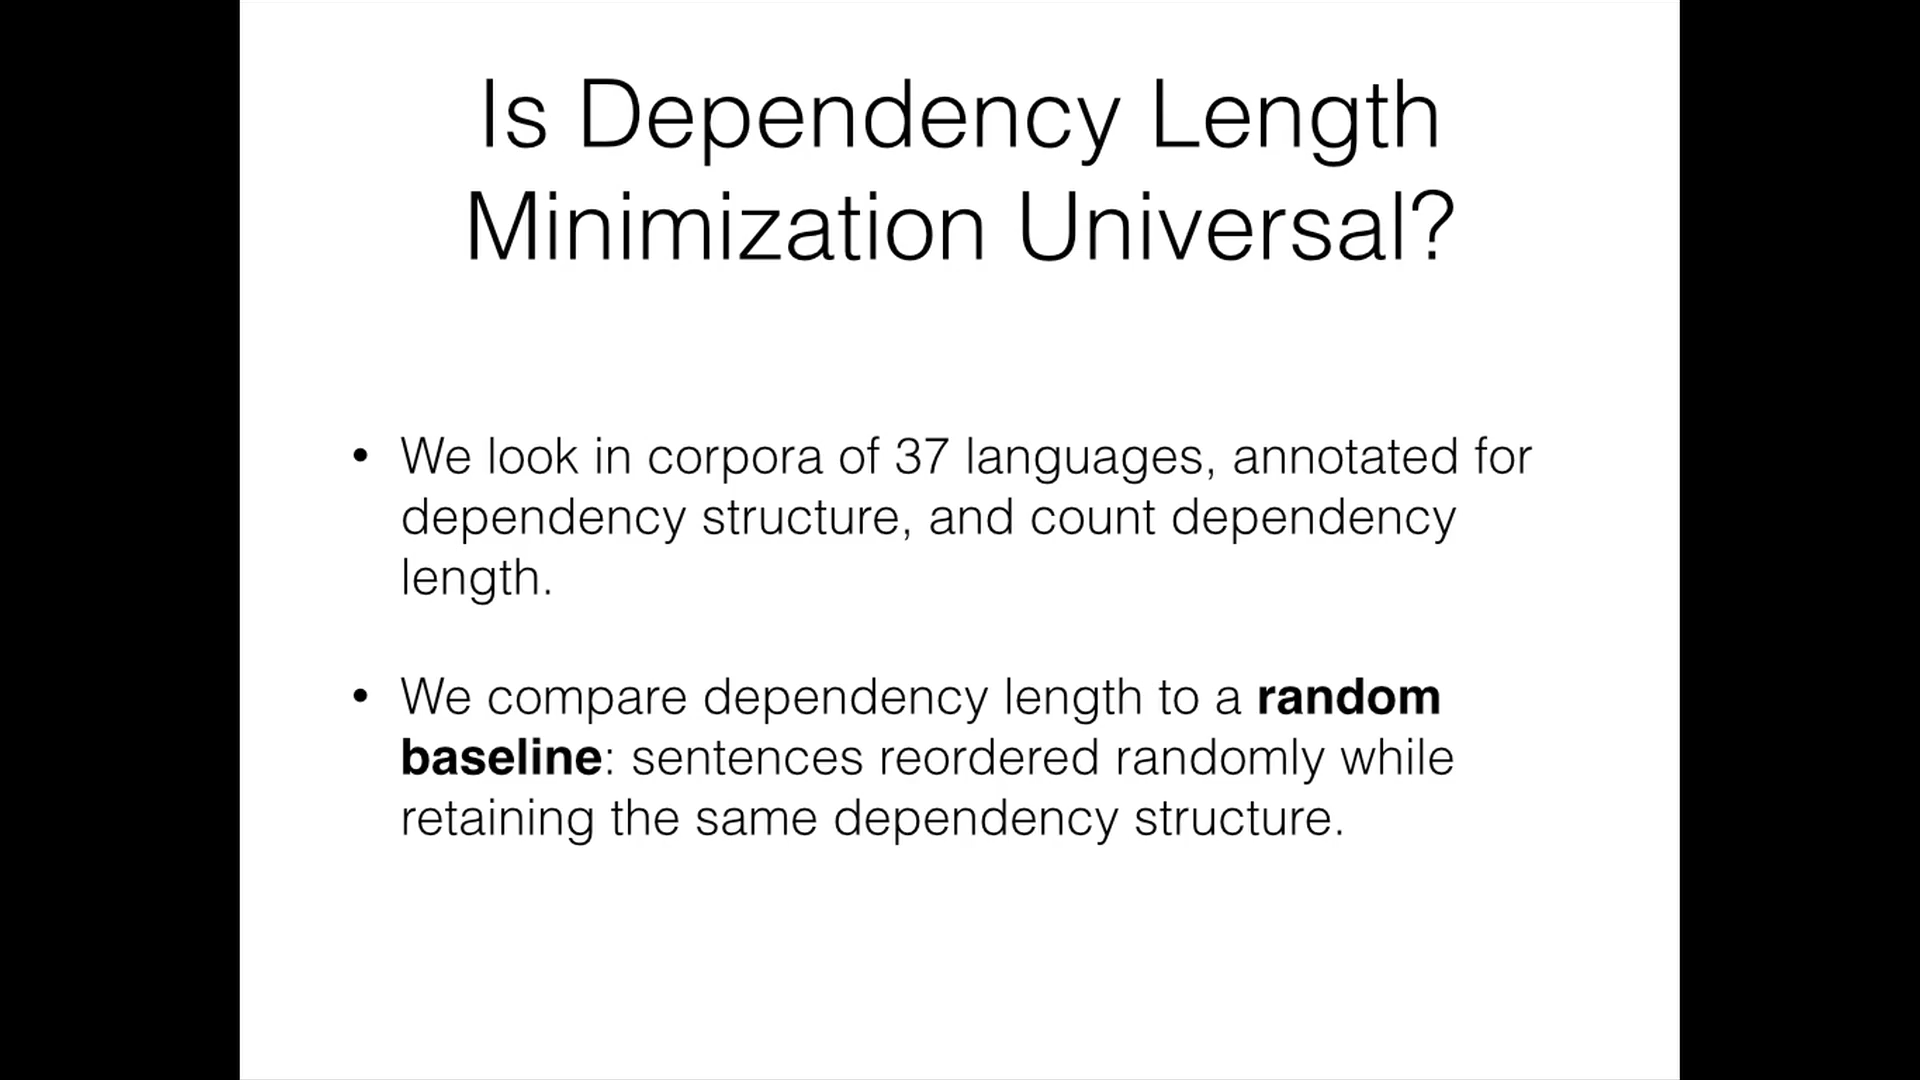 Is Dependency Length
Minimization Universal?
• We look in corpora of 37 languages, annotated for
dependency structure, and count dependency
length.
• We compare dependency length to a random
baseline: sentences reordered randomly while
retaining the same dependency structure.